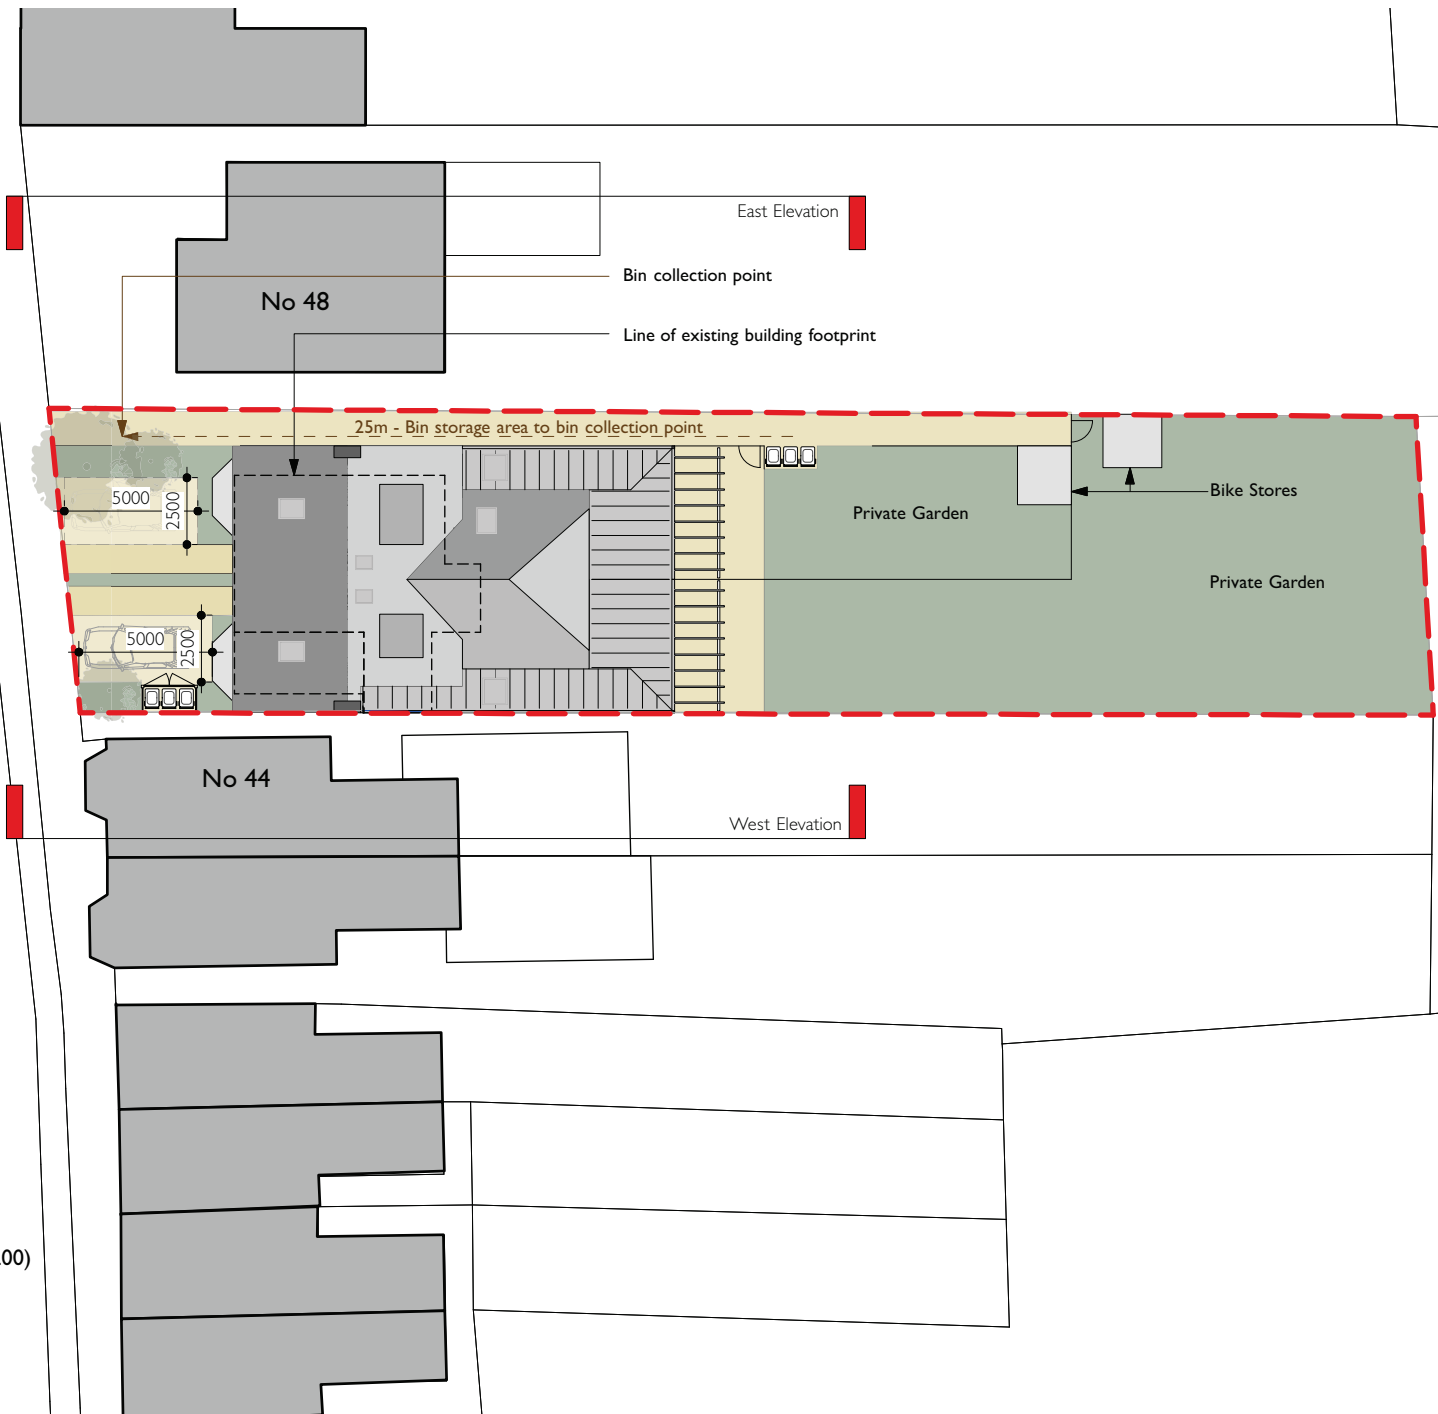 East Elevation
Bin collection point
No 48
Line of existing building footprint
25m - Bin storage area to bin collection point
5000
2500
Bike Stores
Private Garden
Private Garden
5000
2500
No 44
West Elevation
00)